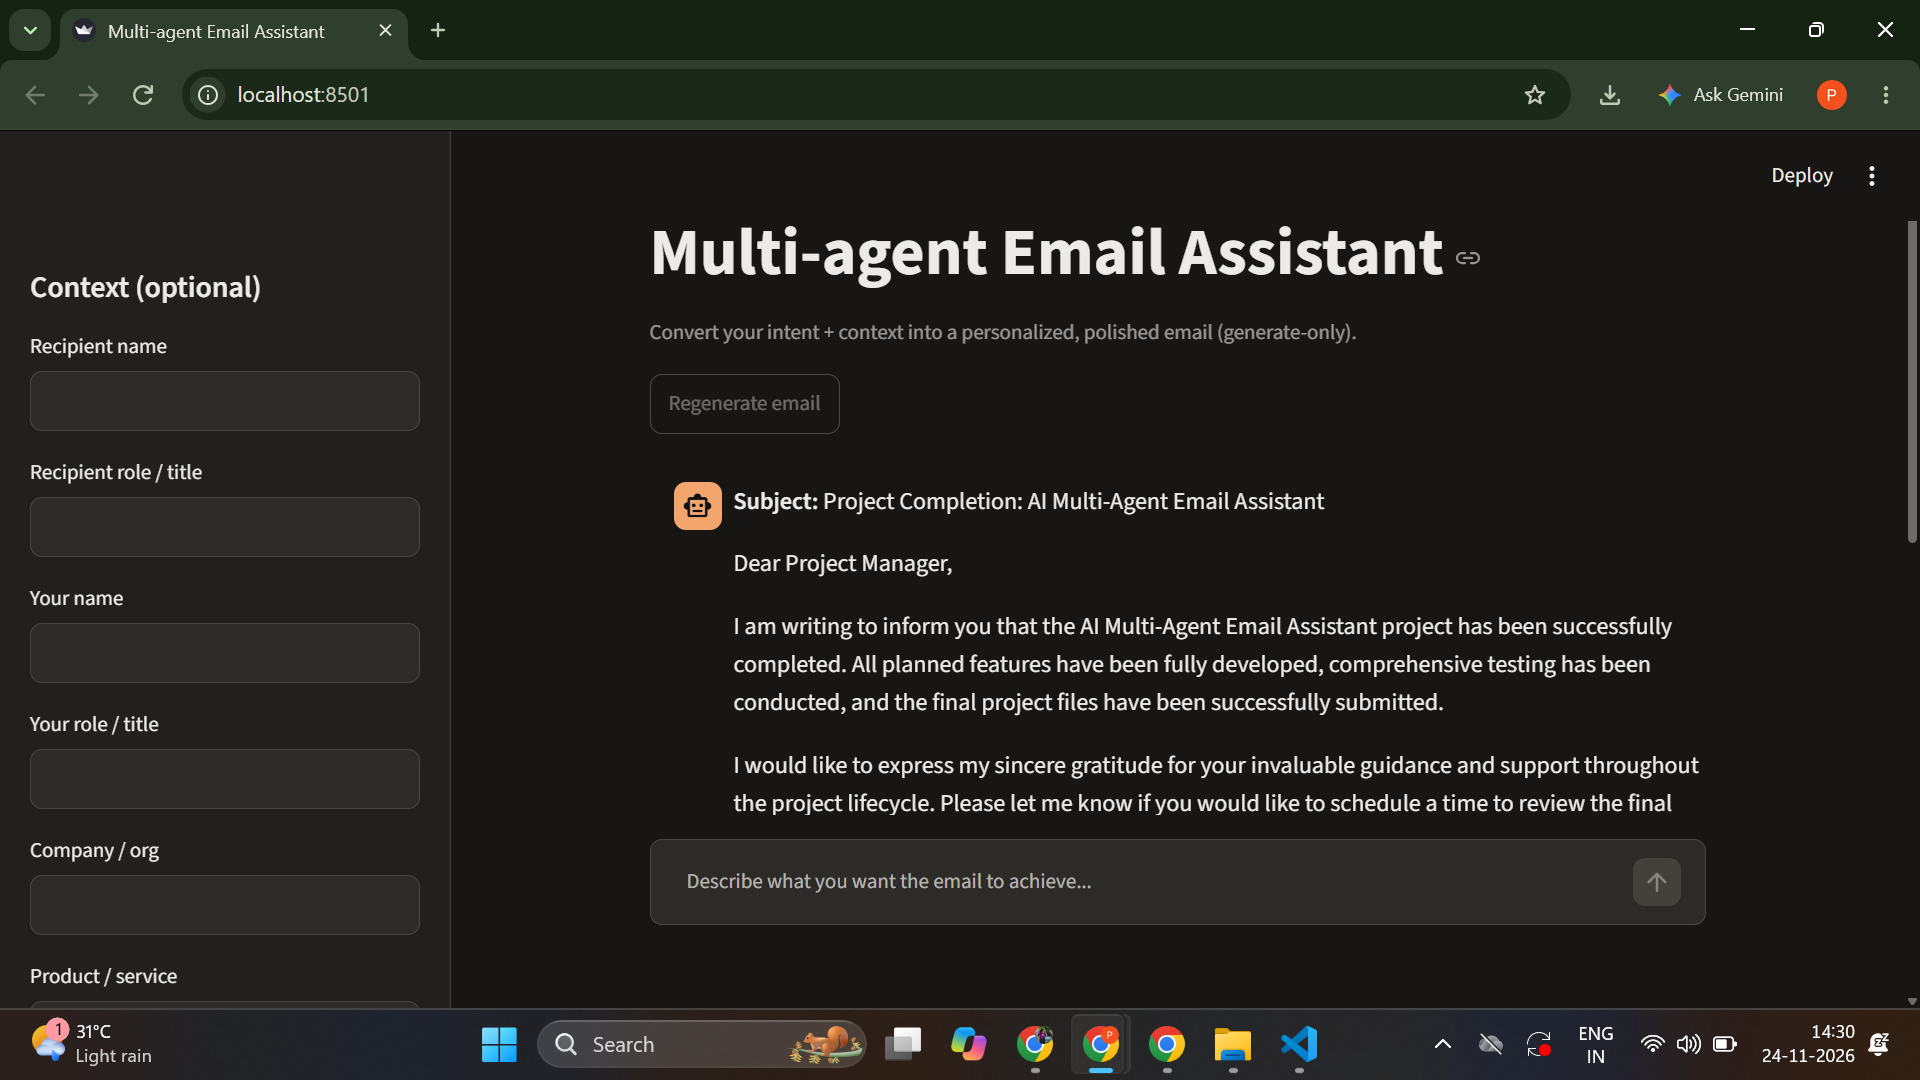 Multi-agent Email Assistant
localhost:8501
Ask Gemini
P
Deploy
Context (optional)
Recipient name
Recipient role / title
Your name
Your role / title
Company / org
Product / service
Multi-agent Email Assistant
Convert your intent + context into a personalized, polished email (generate-only).
Regenerate email
Subject: Project Completion: AI Multi-Agent Email Assistant
Dear Project Manager,
I am writing to inform you that the AI Multi-Agent Email Assistant project has been successfully
completed. All planned features have been fully developed, comprehensive testing has been
conducted, and the final project files have been successfully submitted.
I would like to express my sincere gratitude for your invaluable guidance and support throughout
the project lifecycle. Please let me know if you would like to schedule a time to review the final
Describe what you want the email to achieve...
1
31°C
Light rain
Search
P
ENG
IN
14:30
24-11-2026